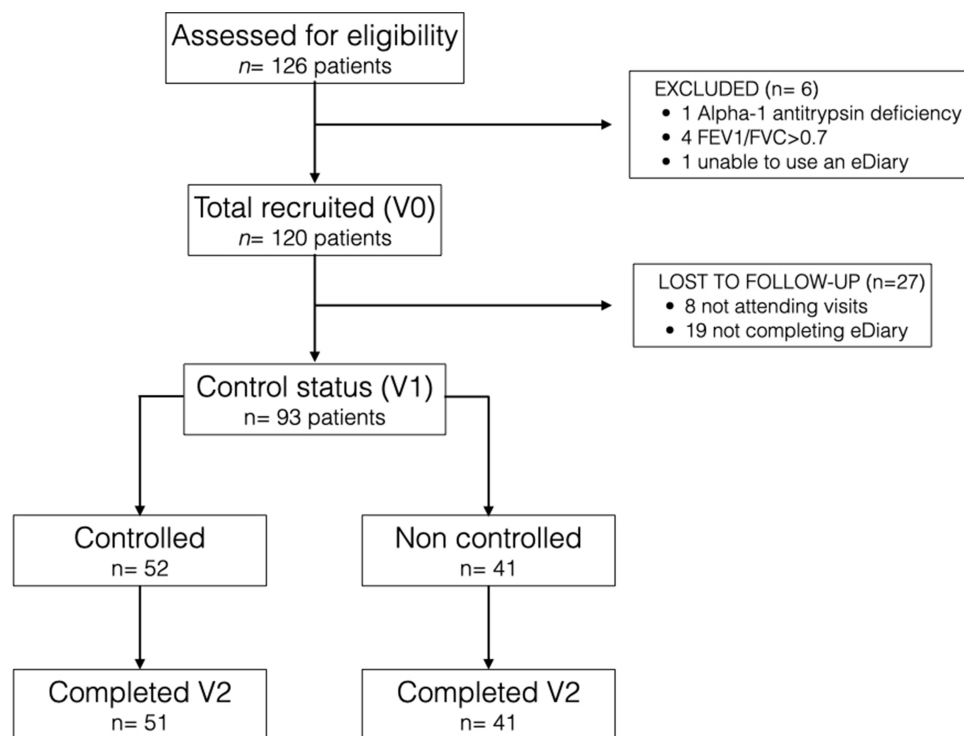 Assessed for eligibility
n= 126 patients
EXCLUDED (n= 6)
• 1 Alpha-1 antitrypsin deficiency
• 4 FEV1/FVC>0.7
• 1 unable to use an eDiary
Total recruited (V0)
n= 120 patients
LOST TO FOLLOW-UP (n=27)
• 8 not attending visits
• 19 not completing eDiary
Control status (V1)
n= 93 patients
Controlled
n= 52
Non controlled
n= 41
Completed V2
n= 51
Completed V2
n= 41